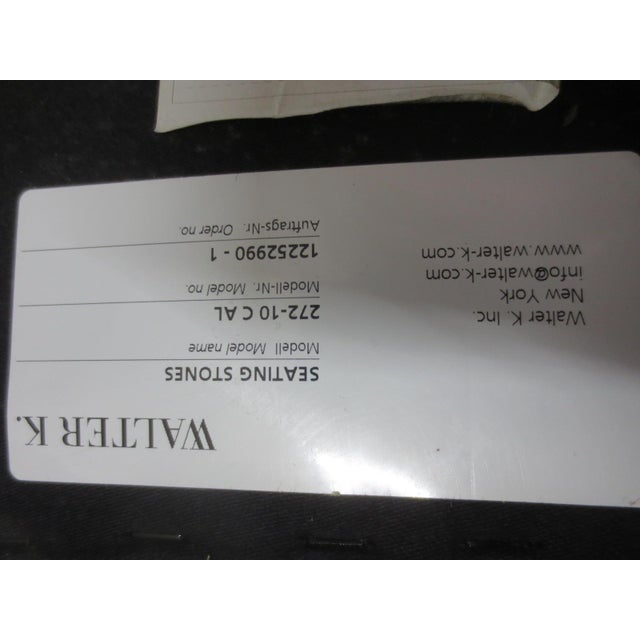 WALTER K.
SEATING STONES
Modell Model name
272-10 C AL
Modell-Nr. Model no.
12252990 - 1
Auftrags-Nr. Order no.
Walter K. Inc.
New York
info@walter-k.com
www.walter-k.com